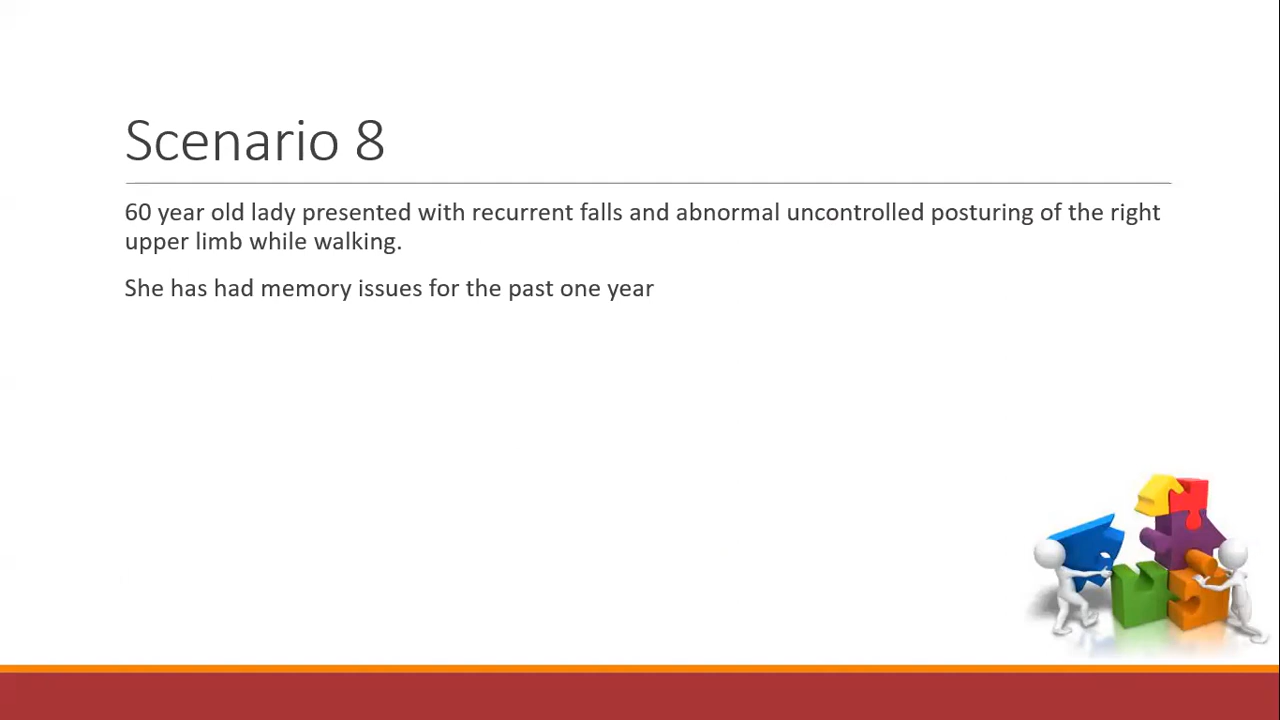 Scenario 8
60 year old lady presented with recurrent falls and abnormal uncontrolled posturing of the right
upper limb while walking.
She has had memory issues for the past one year